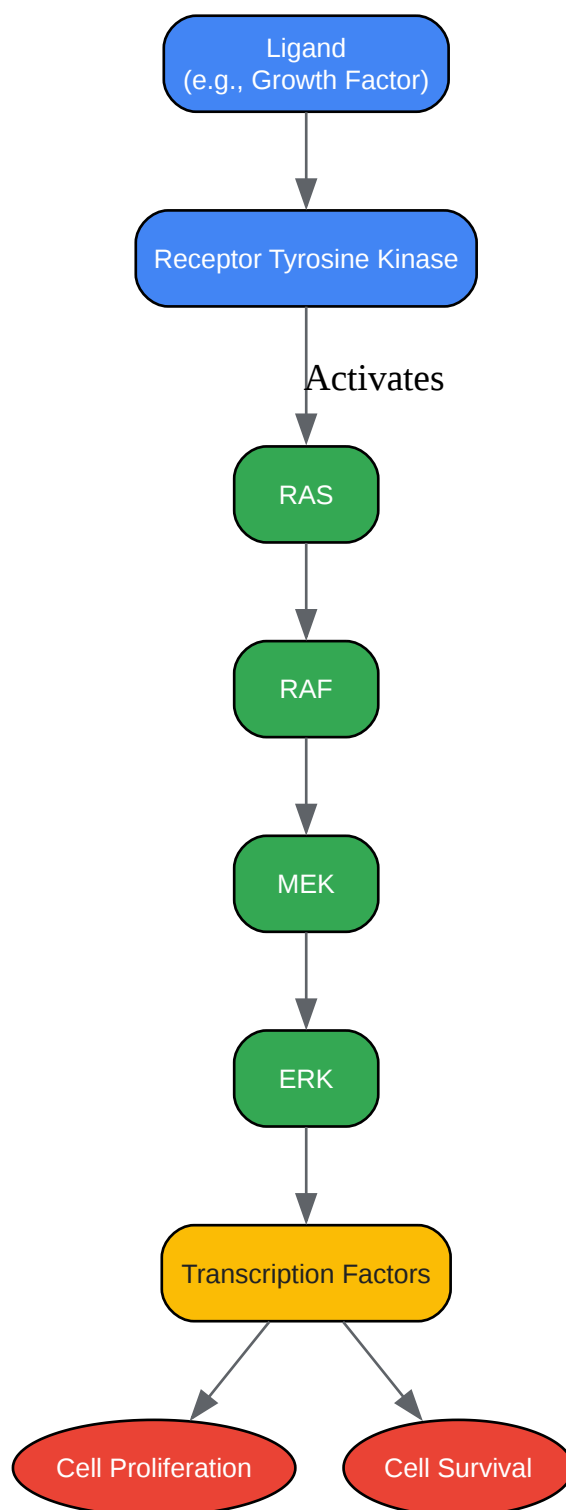 Ligand
(e.g., Growth Factor)
Receptor Tyrosine Kinase
Activates
RAS
RAF
MEK
ERK
Transcription Factors
Cell Proliferation
Cell Survival